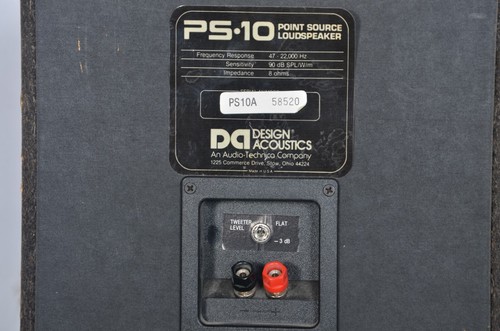 PS·10 POINT SOURCE
LOUDSPEAKER
Frequency Response 47 - 22,000 Hz
Sensitivity 90 dB SPL/W/m
Impedance 8 ohms
PS10A 58520
DA DESIGN
ACOUSTICS
An Audio-Technica Company
1225 Commerce Drive, Stow, Ohio 44224
Made in U.S.A.
TWEETER
LEVEL
FLAT
-3 dB